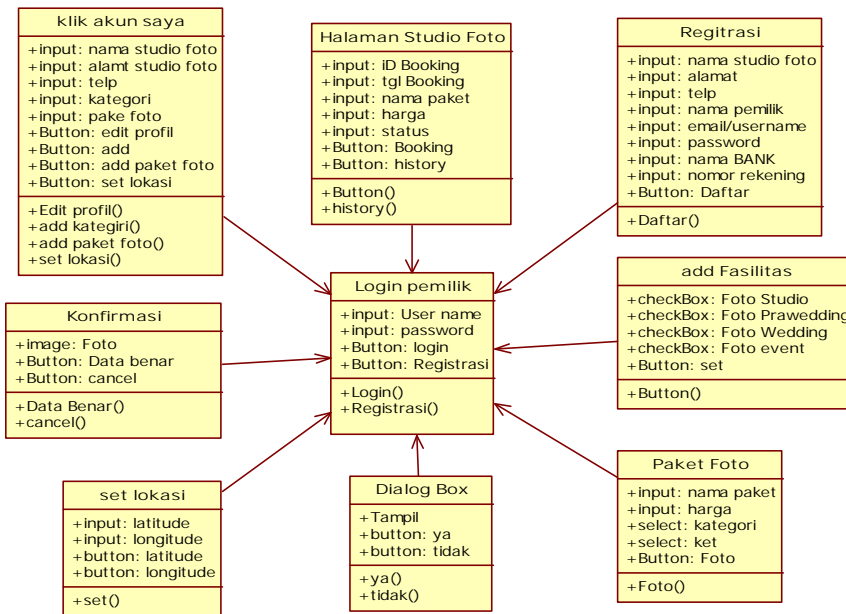 klik akun saya
+input: nama studio foto
+input: alamt studio foto
+input: telp
+input: kategori
+input: pake foto
+Button: edit profil
+Button: add
+Button: add paket foto
+Button: set lokasi
+Edit profil()
+add kategiri()
+add paket foto()
+set lokasi()
Halaman Studio Foto
+input: iD Booking
+input: tgl Booking
+input: nama paket
+input: harga
+input: status
+Button: Booking
+Button: history
+Button()
+history()
Regitrasi
+input: nama studio foto
+input: alamat
+input: telp
+input: nama pemilik
+input: email/username
+input: password
+input: nama BANK
+input: nomor rekening
+Button: Daftar
+Daftar()
Konfirmasi
+image: Foto
+Button: Data benar
+Button: cancel
+Data Benar()
+cancel()
Login pemilik
+input: User name
+input: password
+Button: login
+Button: Registrasi
+Login()
+Registrasi()
add Fasilitas
+checkBox: Foto Studio
+checkBox: Foto Prawedding
+checkBox: Foto Wedding
+checkBox: Foto event
+Button: set
+Button()
set lokasi
+input: latitude
+input: longitude
+button: latitude
+button: longitude
+set()
Dialog Box
+Tampil
+button: ya
+button: tidak
+ya()
+tidak()
Paket Foto
+input: nama paket
+input: harga
+select: kategori
+select: ket
+Button: Foto
+Foto()